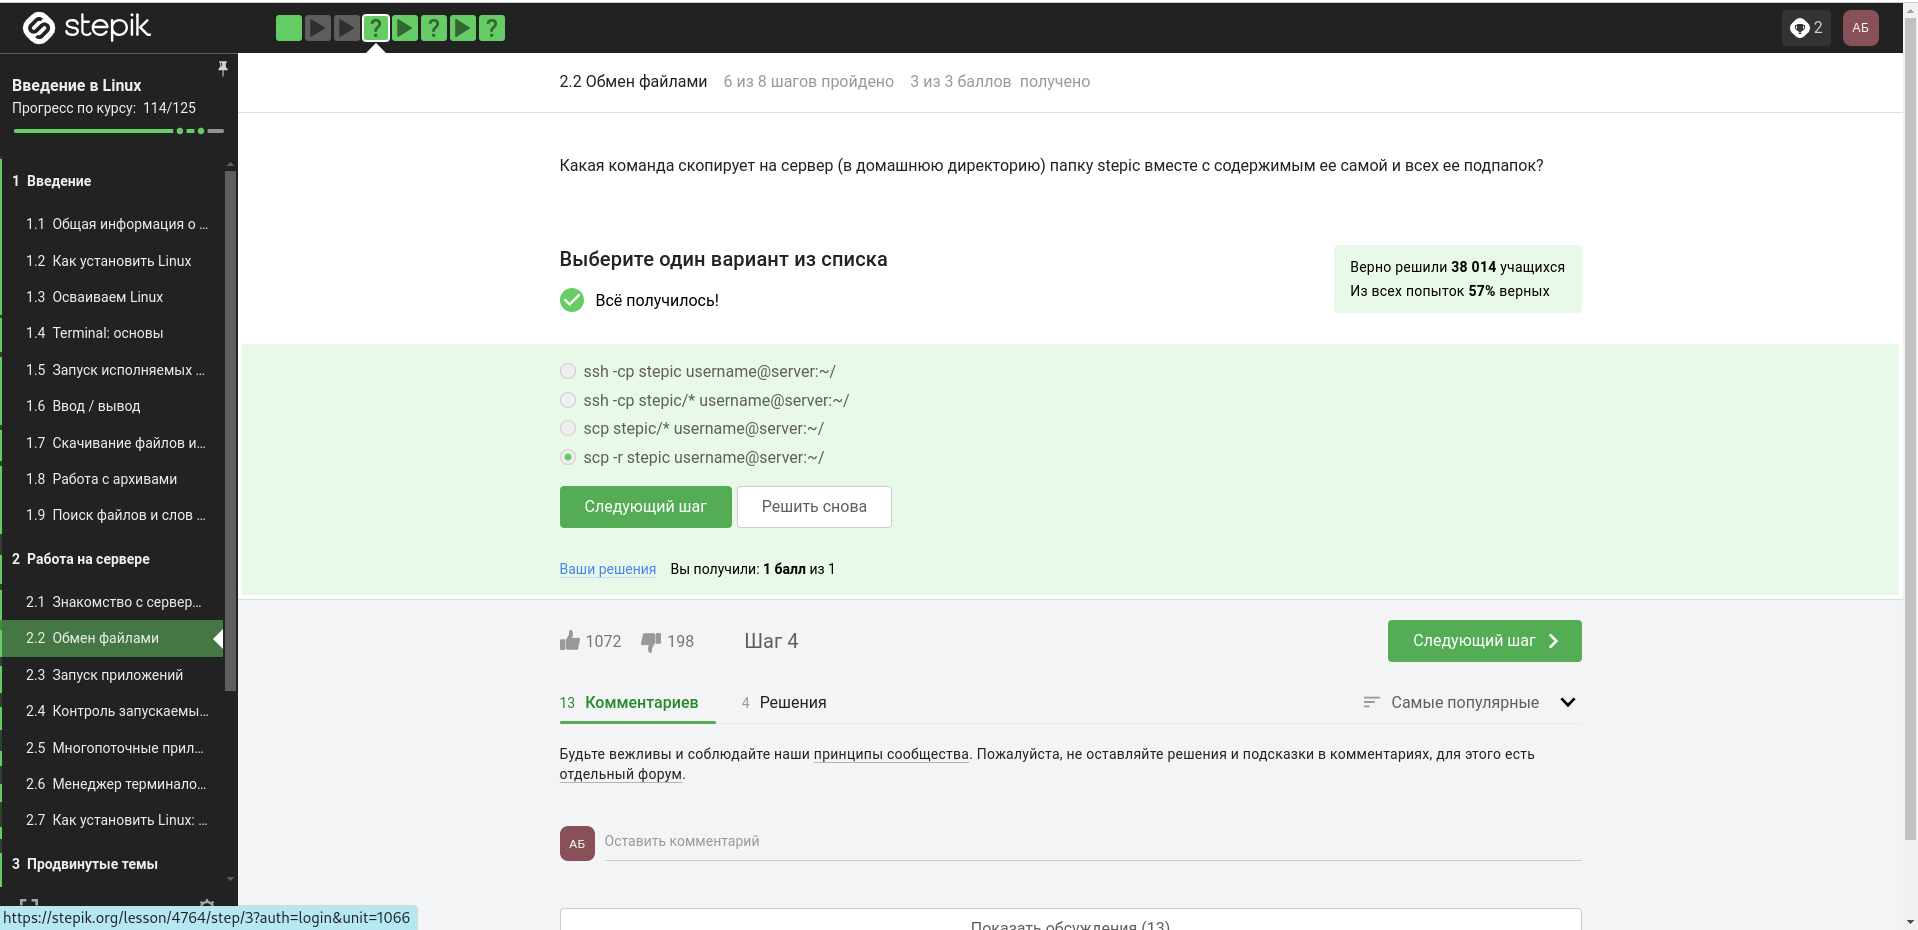 stepik
2
АБ
Введение в Linux
Прогресс по курсу: 114/125
1 Введение
1.1 Общая информация о ...
1.2 Как установить Linux
1.3 Осваиваем Linux
1.4 Terminal: основы
1.5 Запуск исполняемых ...
1.6 Ввод / вывод
1.7 Скачивание файлов и...
1.8 Работа с архивами
1.9 Поиск файлов и слов ...
2 Работа на сервере
2.1 Знакомство с сервер...
2.2 Обмен файлами
2.3 Запуск приложений
2.4 Контроль запускаемы...
2.5 Многопоточные прил...
2.6 Менеджер терминало...
2.7 Как установить Linux: ...
3 Продвинутые темы
https://stepik.org/lesson/4764/step/3?auth=login&unit=1066
2.2 Обмен файлами 6 из 8 шагов пройдено 3 из 3 баллов получено
Какая команда скопирует на сервер (в домашнюю директорию) папку stepic вместе с содержимым ее самой и всех ее подпапок?
Выберите один вариант из списка
Всё получилось!
Верно решили 38 014 учащихся
Из всех попыток 57% верных
ssh -cp stepic username@server:~/
ssh -cp stepic/* username@server:~/
scp stepic/* username@server:~/
scp -r stepic username@server:~/
Следующий шаг Решить снова
Ваши решения Вы получили: 1 балл из 1
1072 198 Шаг 4 Следующий шаг
13 Комментариев 4 Решения Самые популярные
Будьте вежливы и соблюдайте наши принципы сообщества. Пожалуйста, не оставляйте решения и подсказки в комментариях, для этого есть
отдельный форум.
АБ Оставить комментарий
Показать обсуждения (13)